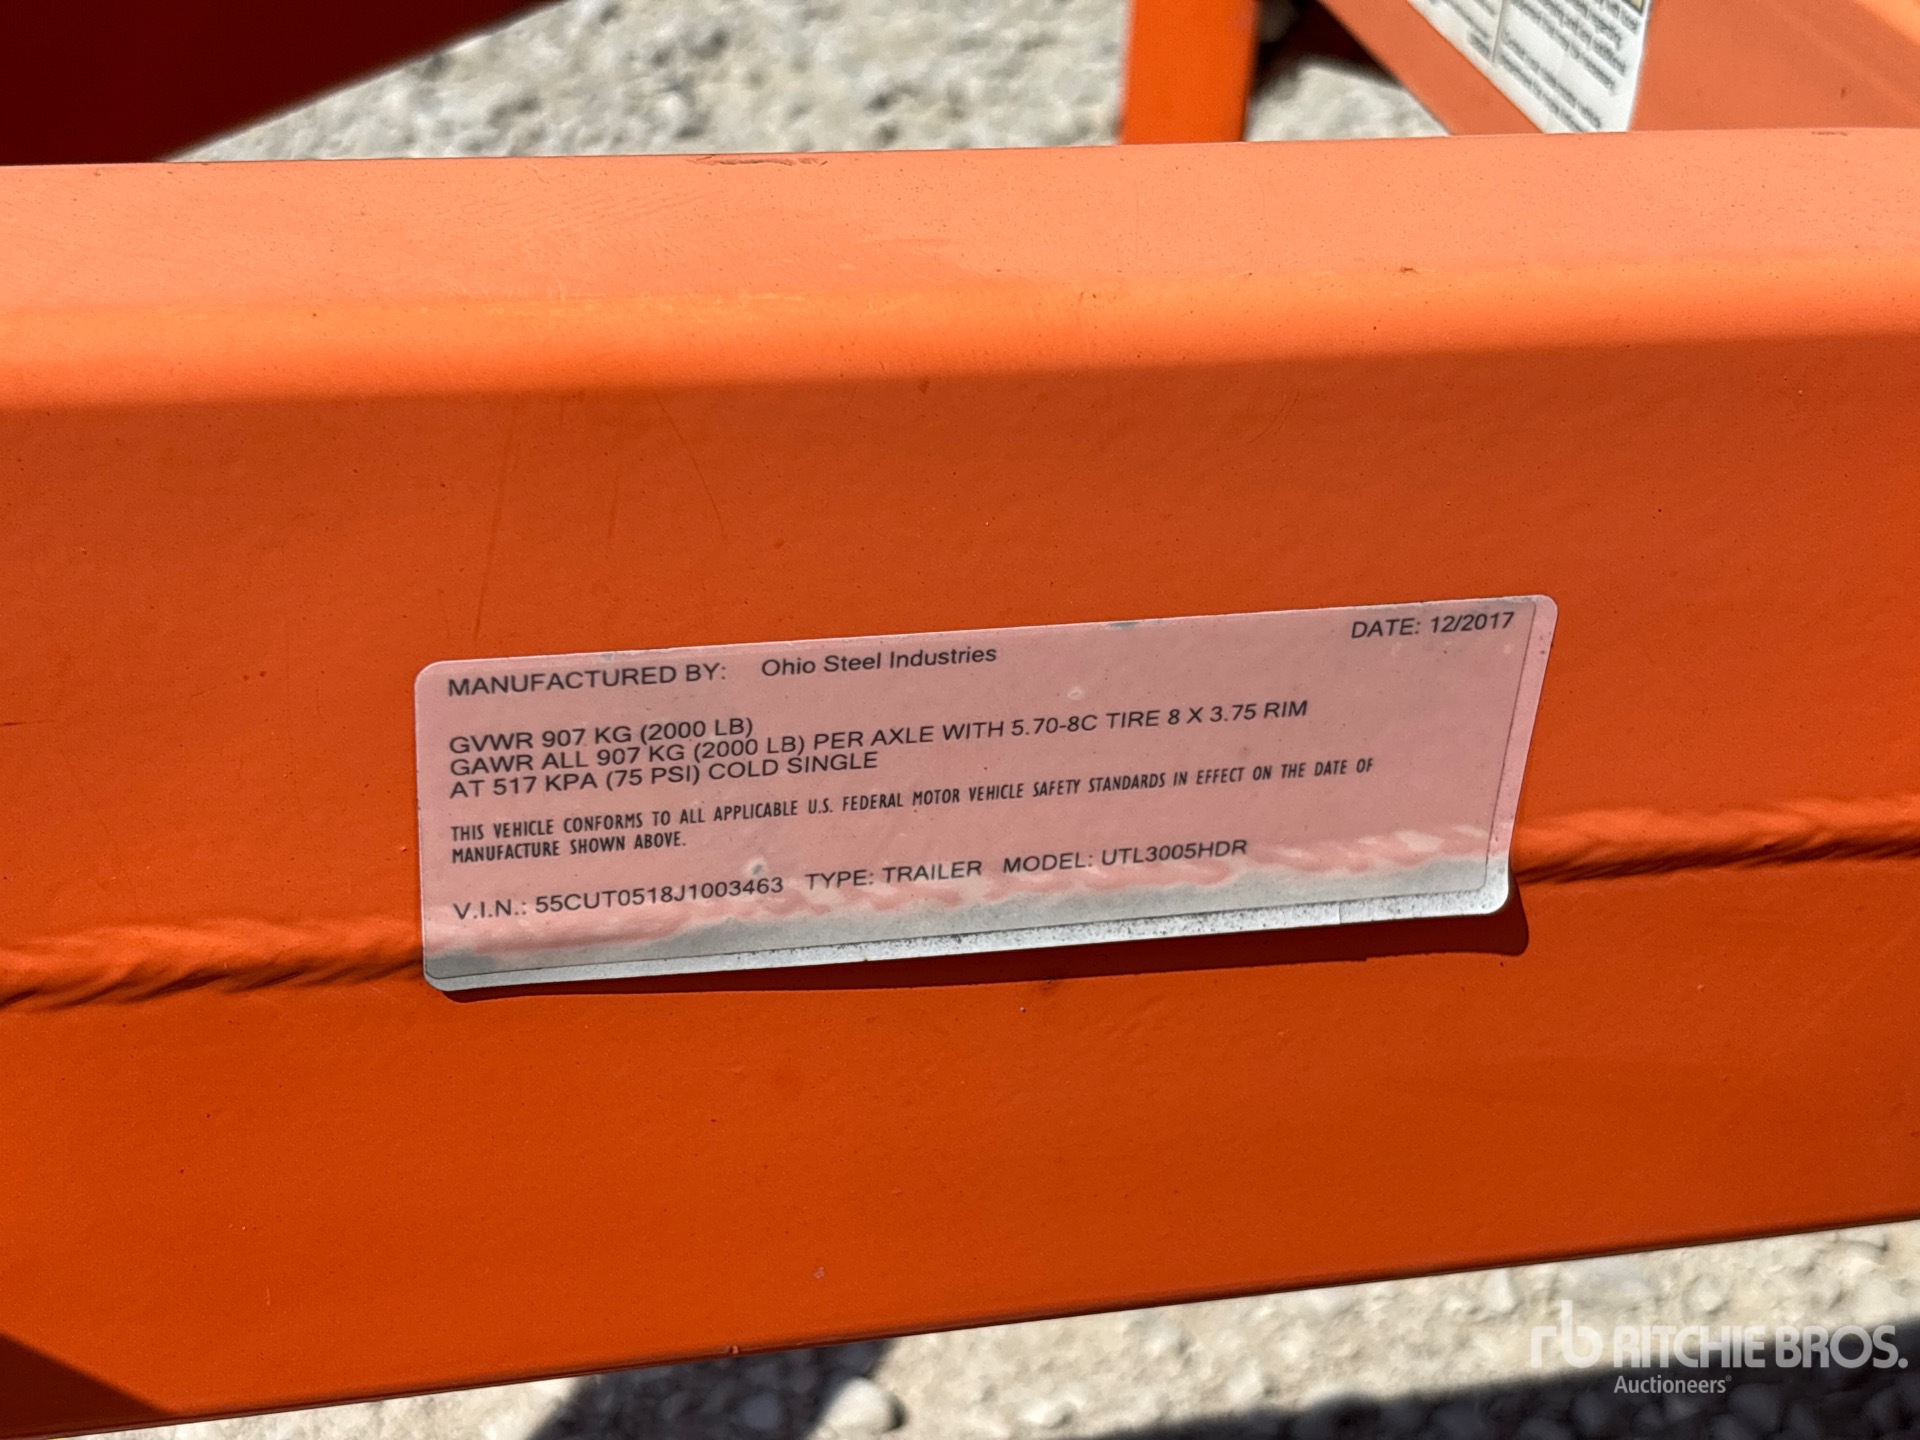 MANUFACTURED BY: Ohio Steel Industries DATE: 12/2017
GVWR 907 KG (2000 LB)
GAWR ALL 907 KG (2000 LB) PER AXLE WITH 5.70-8C TIRE 8 X 3.75 RIM
AT 517 KPA (75 PSI) COLD SINGLE
THIS VEHICLE CONFORMS TO ALL APPLICABLE U.S. FEDERAL MOTOR VEHICLE SAFETY STANDARDS IN EFFECT ON THE DATE OF
MANUFACTURE SHOWN ABOVE.
V.I.N.: 55CUT0518J1003463 TYPE: TRAILER MODEL: UTL3005HDR
rb RITCHIE BROS.
Auctioneers®